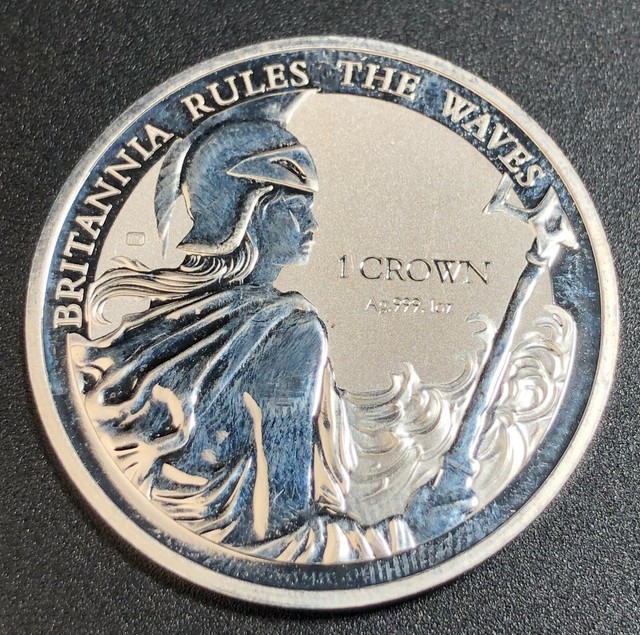 BRITANNIA RULES THE WAVES
1 CROWN
Ag.999. 1oz